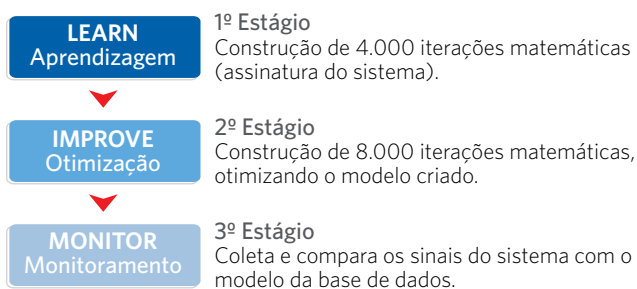 LEARN
Aprendizagem
1º Estágio
Construção de 4.000 iterações matemáticas
(assinatura do sistema).
IMPROVE
Otimização
2º Estágio
Construção de 8.000 iterações matemáticas,
otimizando o modelo criado.
MONITOR
Monitoramento
3º Estágio
Coleta e compara os sinais do sistema com o
modelo da base de dados.